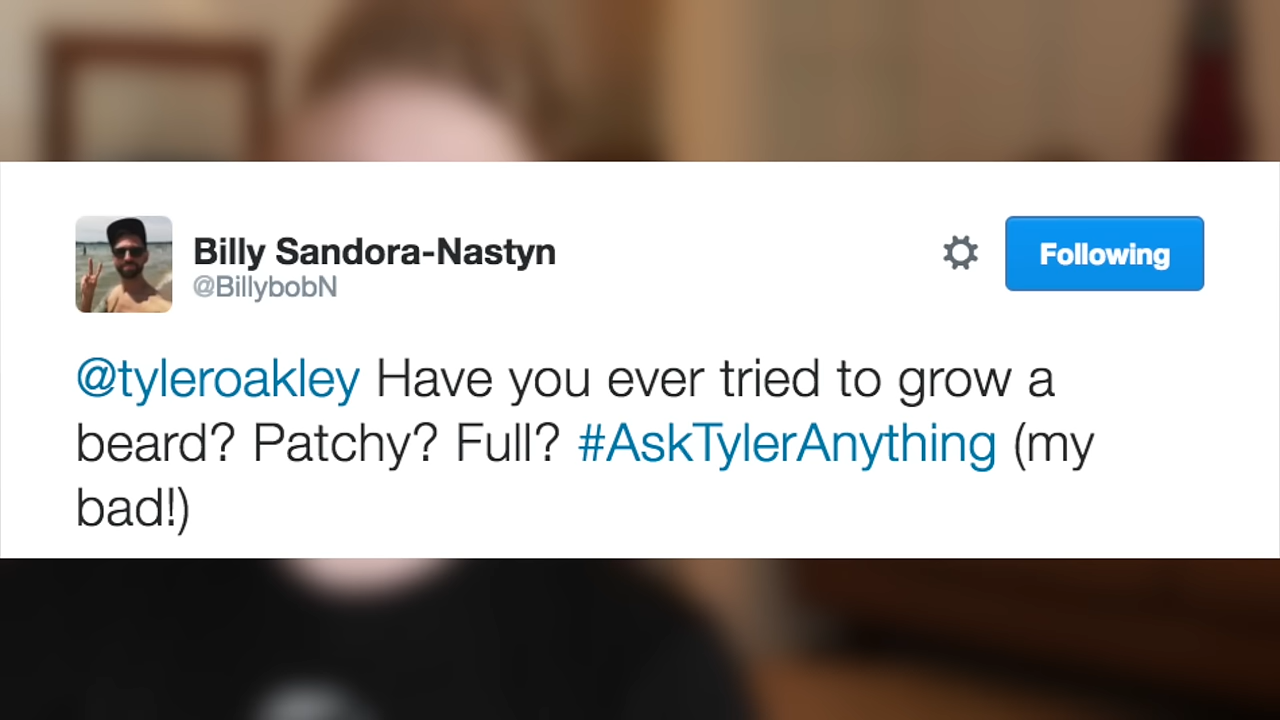 Billy Sandora-Nastyn
@BillybobN
Following
@tyleroakley Have you ever tried to grow a
beard? Patchy? Full? #AskTylerAnything (my
bad!)